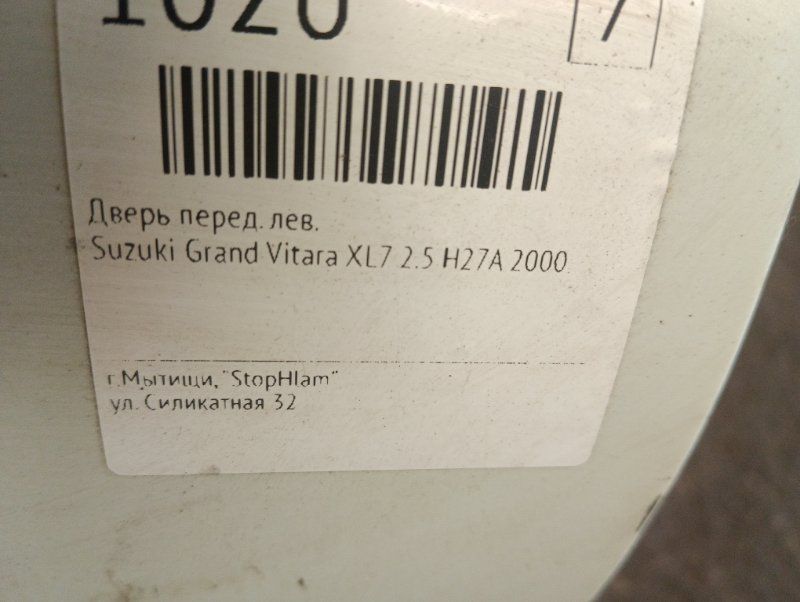 1020 7
Дверь перед. лев.
Suzuki Grand Vitara XL7 2.5 H27A 2000
г.Мытищи, "StopHlam"
ул. Силикатная 32